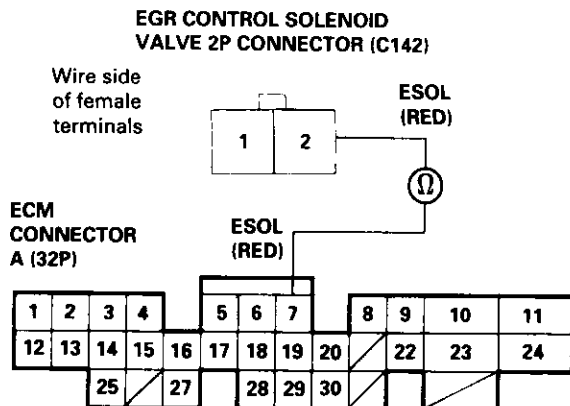 EGR CONTROL SOLENOID
VALVE 2P CONNECTOR (C142)
Wire side
of female
terminals
ESOL
(RED)
1 2
Ω
ECM
CONNECTOR
A (32P)
ESOL
(RED)
1 2 3 4 5 6 7 8 9 10 11
12 13 14 15 16 17 18 19 20 22 23 24
25 27 28 29 30